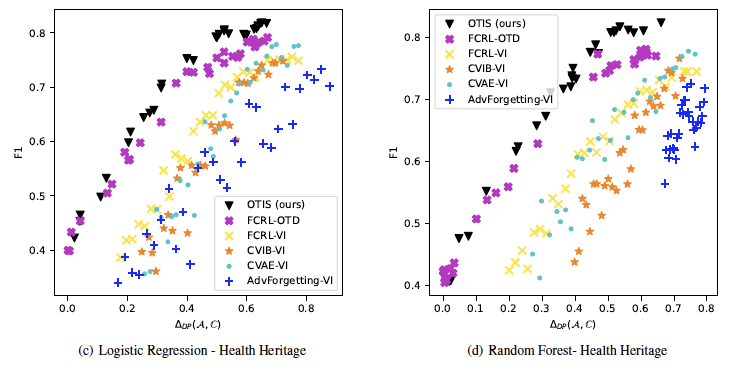 F1
0.8
0.7
0.6
0.5
0.4
0.0 0.2 0.4 0.6 0.8
Δ_DP(𝒜, C)
OTIS (ours)
FCRL-OTD
FCRL-VI
CVIB-VI
CVAE-VI
AdvForgetting-VI
(c) Logistic Regression - Health Heritage
F1
0.8
0.7
0.6
0.5
0.4
0.0 0.1 0.2 0.3 0.4 0.5 0.6 0.7 0.8
Δ_DP(𝒜, C)
OTIS (ours)
FCRL-OTD
FCRL-VI
CVIB-VI
CVAE-VI
AdvForgetting-VI
(d) Random Forest- Health Heritage